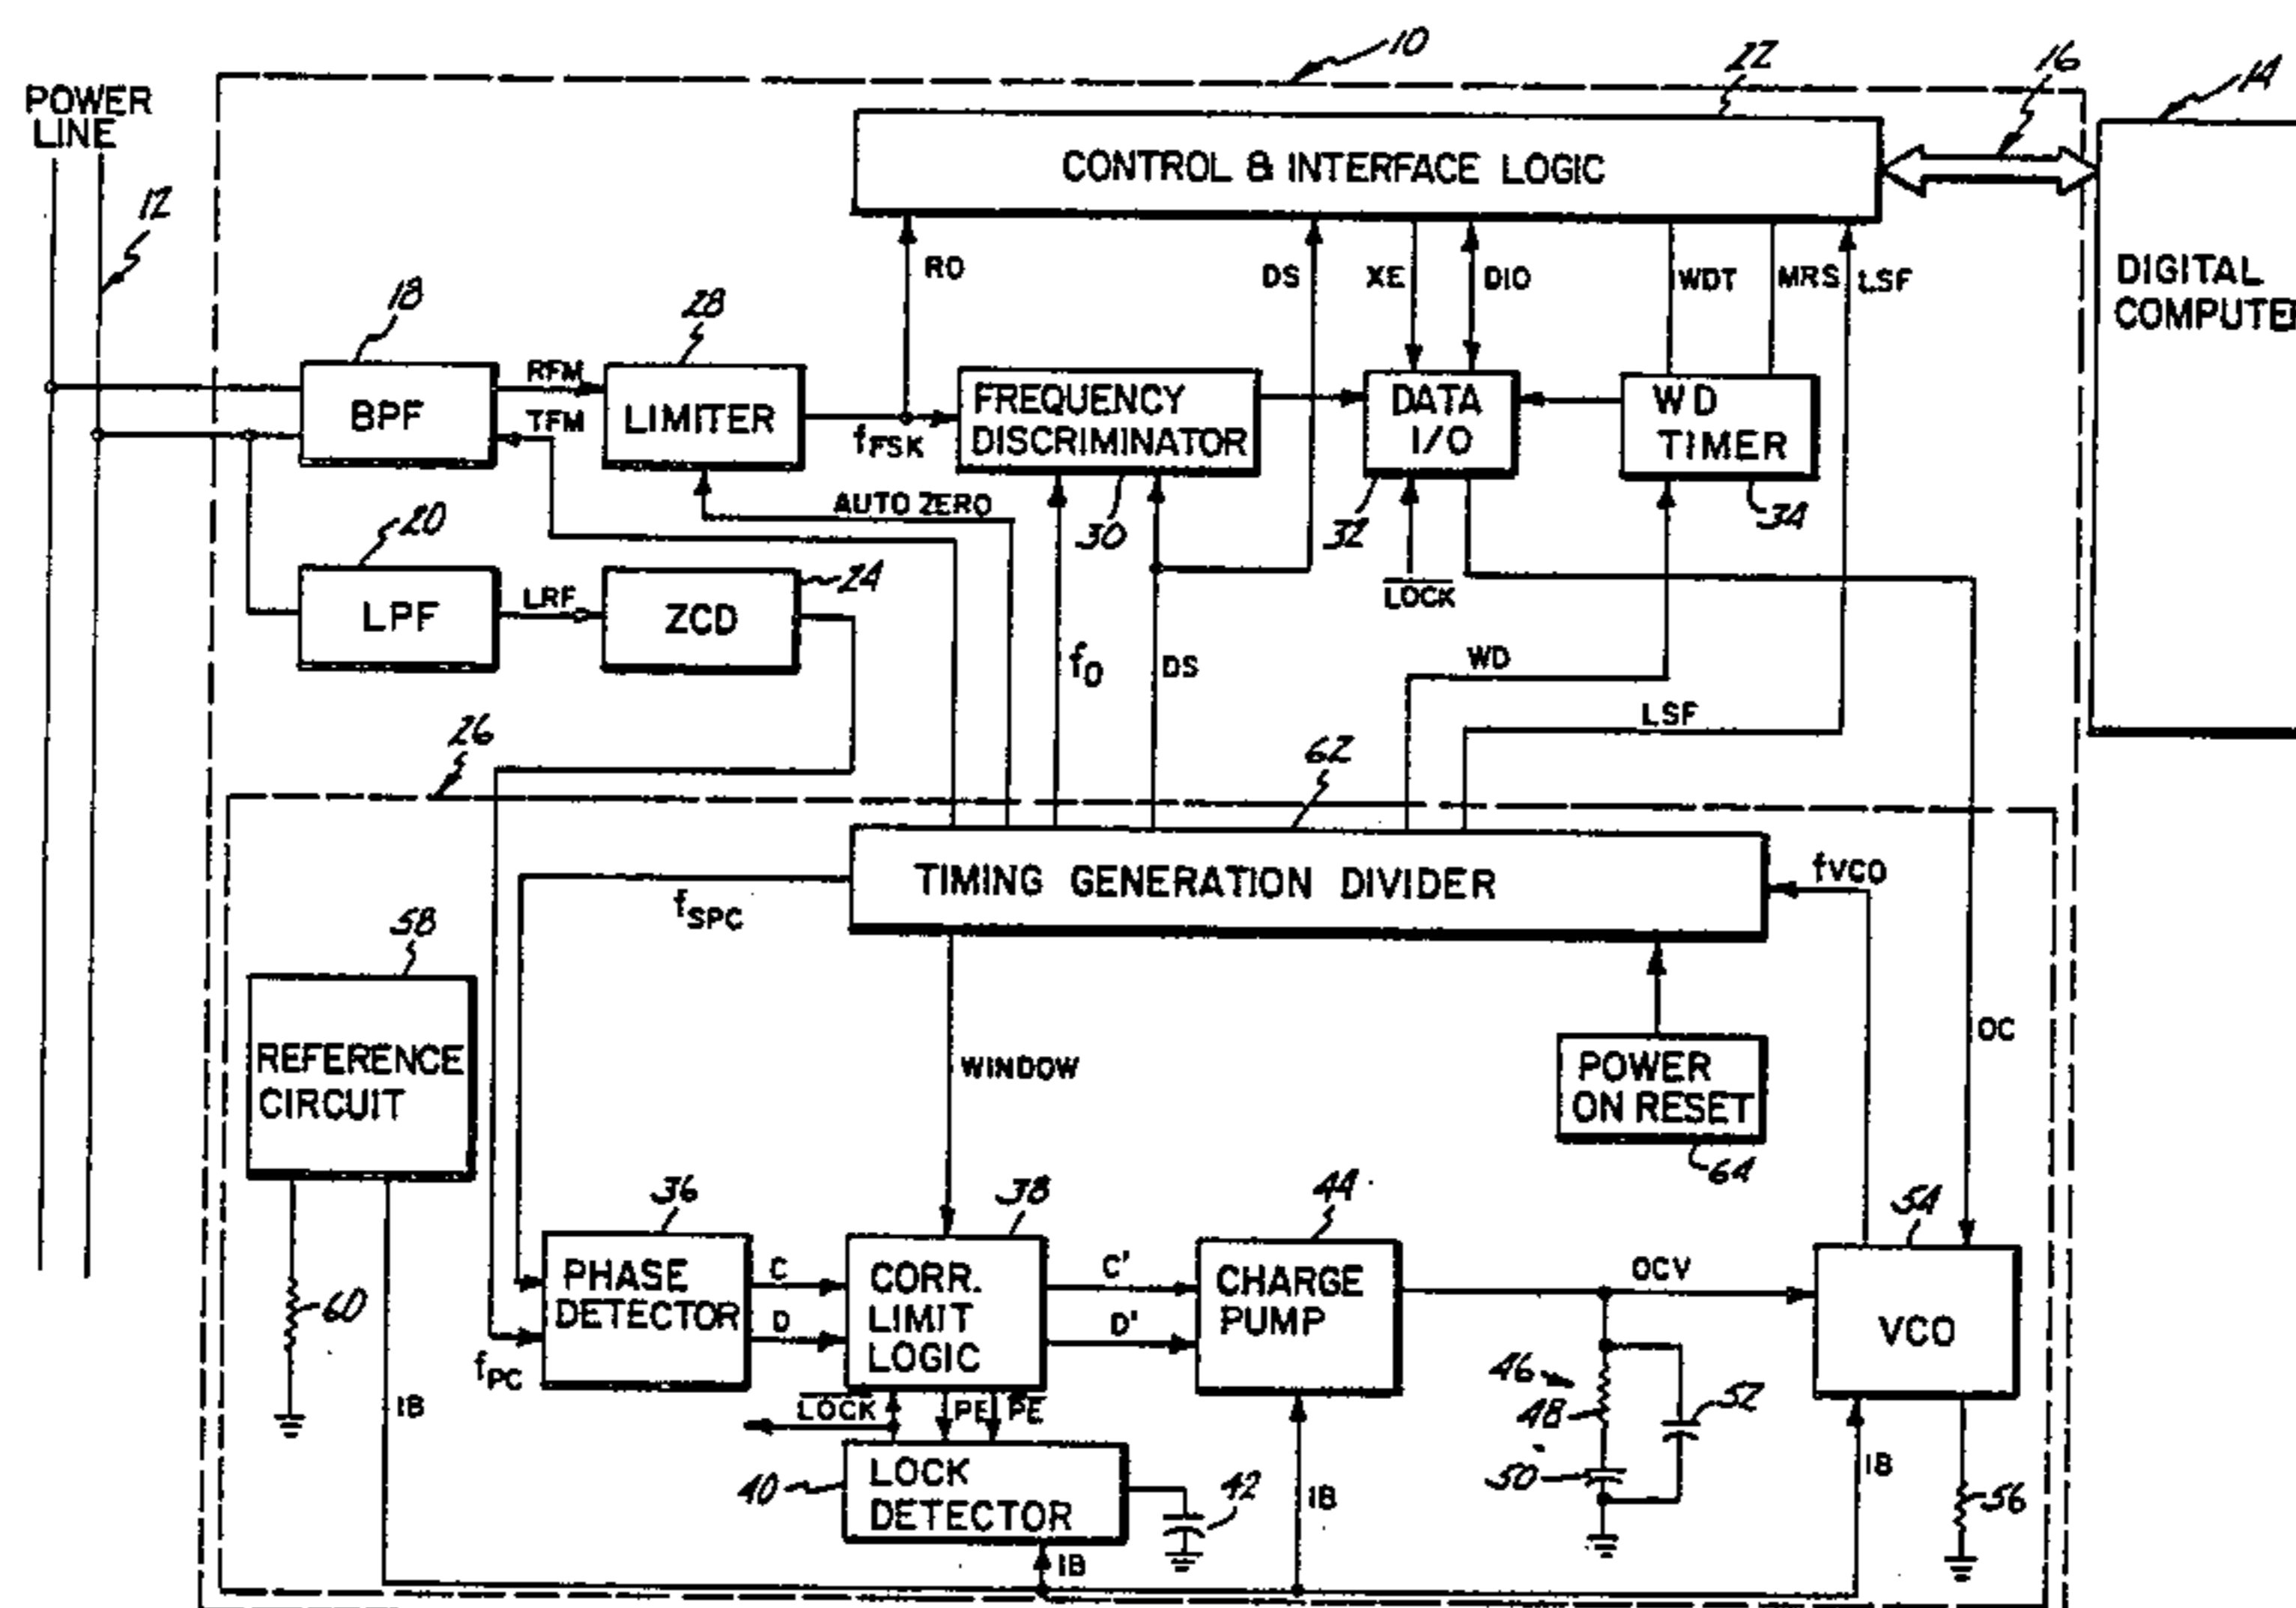 10
22
16
14
POWER
LINE
CONTROL & INTERFACE LOGIC
12
RO
DS
XE
DIO
WDT
MRS
LSF
DIGITAL
18
28
RFM
TFM
BPF
LIMITER
fFSK
FREQUENCY
DISCRIMINATOR
DATA
I/O
WD
TIMER
AUTO ZERO
30
32
34
20
24
LOCK
LPF
LRF
ZCD
fO
DS
WD
LSF
26
62
TIMING GENERATION DIVIDER
fVCO
fSPC
58
REFERENCE
CIRCUIT
WINDOW
POWER
ON RESET
OC
64
36
38
44
54
PHASE
DETECTOR
C
D
CORR.
LIMIT
LOGIC
C'
D'
CHARGE
PUMP
OCV
VCO
60
fPC
IB
LOCK
PE
PE
46
48
52
50
40
LOCK
DETECTOR
42
IB
IB
IB
56